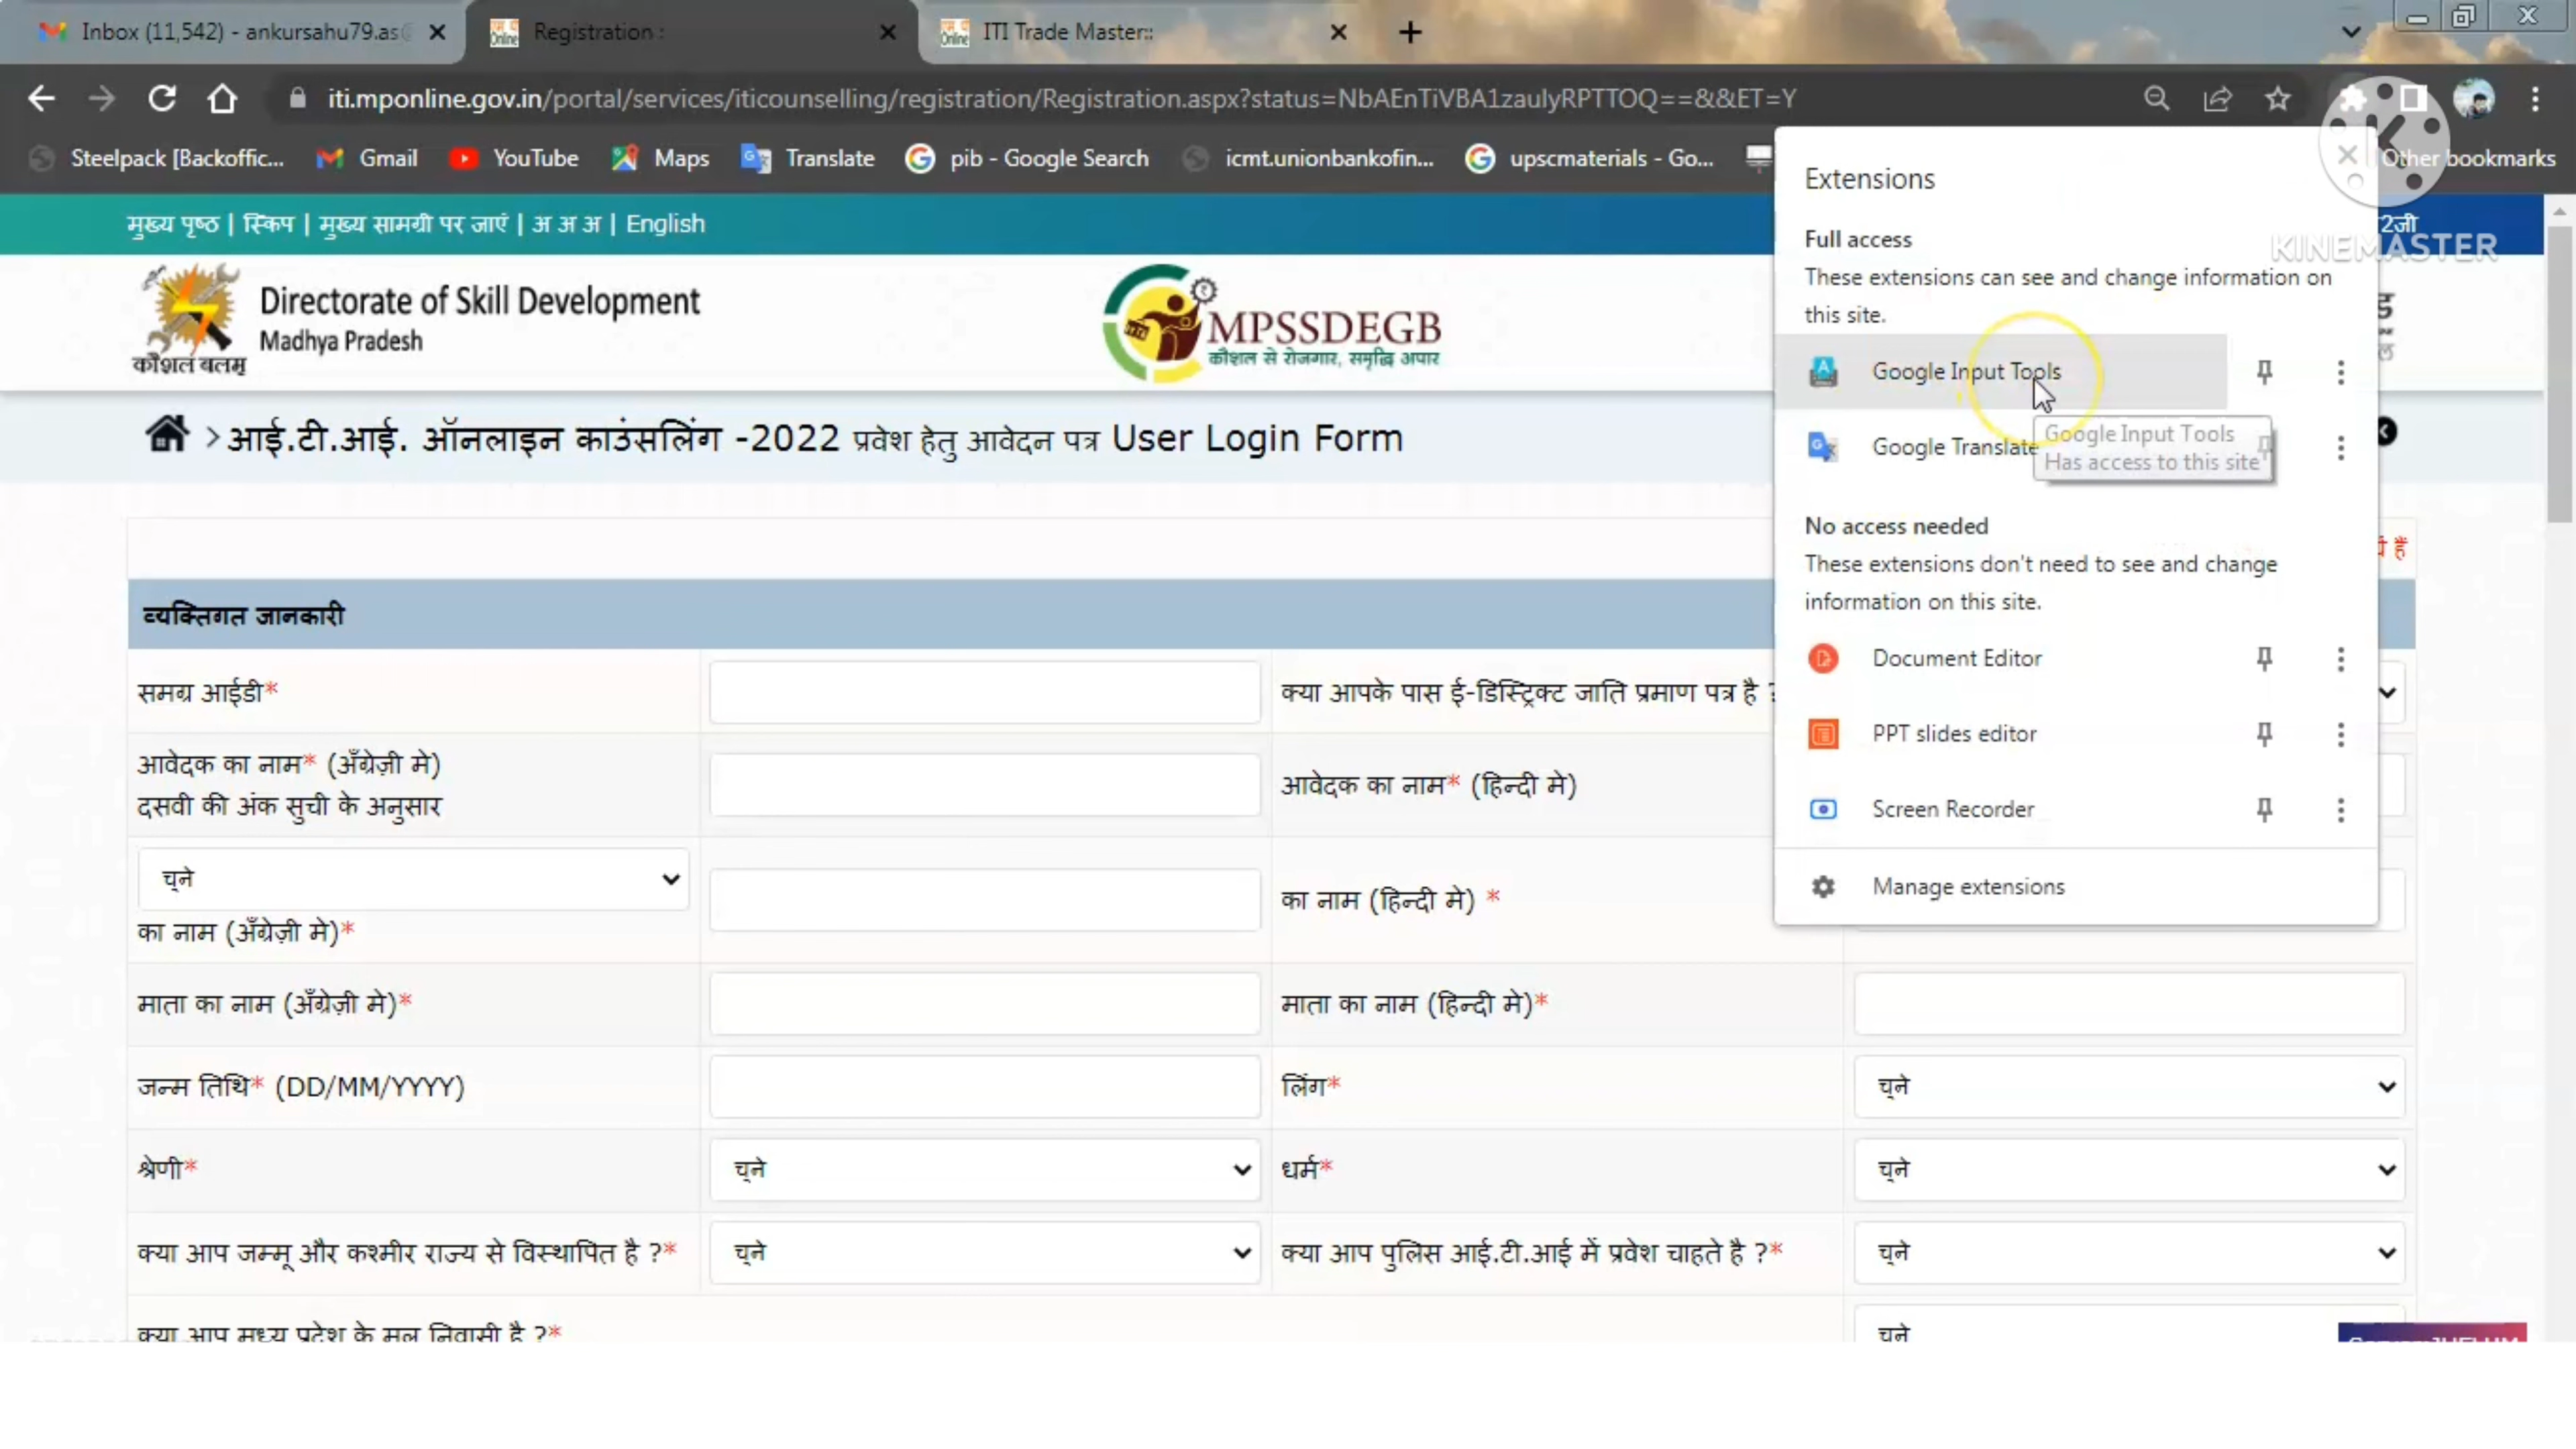 Inbox (11,542) - ankursahu79.as@
Registration :
ITI Trade Master::
iti.mponline.gov.in/portal/services/iticounselling/registration/Registration.aspx?status=NbAEnTiVBA1zaulyRPTTOQ==&&ET=Y
Steelpack [Backoffic... Gmail YouTube Maps Translate pib - Google Search icmt.unionbankofin... upscmaterials - Go... Other bookmarks
मुख्य पृष्ठ | स्किप | मुख्य सामग्री पर जाएं | अ अ अ | English
2जी
KINEMASTER
Directorate of Skill Development
Madhya Pradesh
कौशलं बलम्
MPSSDEGB
कौशल से रोजगार, समृद्धि अपार
> आई.टी.आई. ऑनलाइन काउंसलिंग -2022 प्रवेश हेतु आवेदन पत्र User Login Form
Extensions
Full access
These extensions can see and change information on
this site.
Google Input Tools
Google Translate
Google Input Tools
Has access to this site
No access needed
These extensions don't need to see and change
information on this site.
Document Editor
PPT slides editor
Screen Recorder
Manage extensions
हैं
व्यक्तिगत जानकारी
समग्र आईडी*
क्या आपके पास ई-डिस्ट्रिक्ट जाति प्रमाण पत्र है ?
आवेदक का नाम* (अँग्रेज़ी मे)
दसवी की अंक सुची के अनुसार
आवेदक का नाम* (हिन्दी मे)
चुने
का नाम (अँग्रेज़ी मे)*
का नाम (हिन्दी मे) *
माता का नाम (अँग्रेज़ी मे)*
माता का नाम (हिन्दी मे)*
जन्म तिथि* (DD/MM/YYYY)
लिंग*
चुने
श्रेणी*
चुने
धर्म*
चुने
क्या आप जम्मू और कश्मीर राज्य से विस्थापित है ?*
चुने
क्या आप पुलिस आई.टी.आई में प्रवेश चाहते है ?*
चुने
क्या आप मध्य प्रदेश के मूल निवासी है ?*
चुने